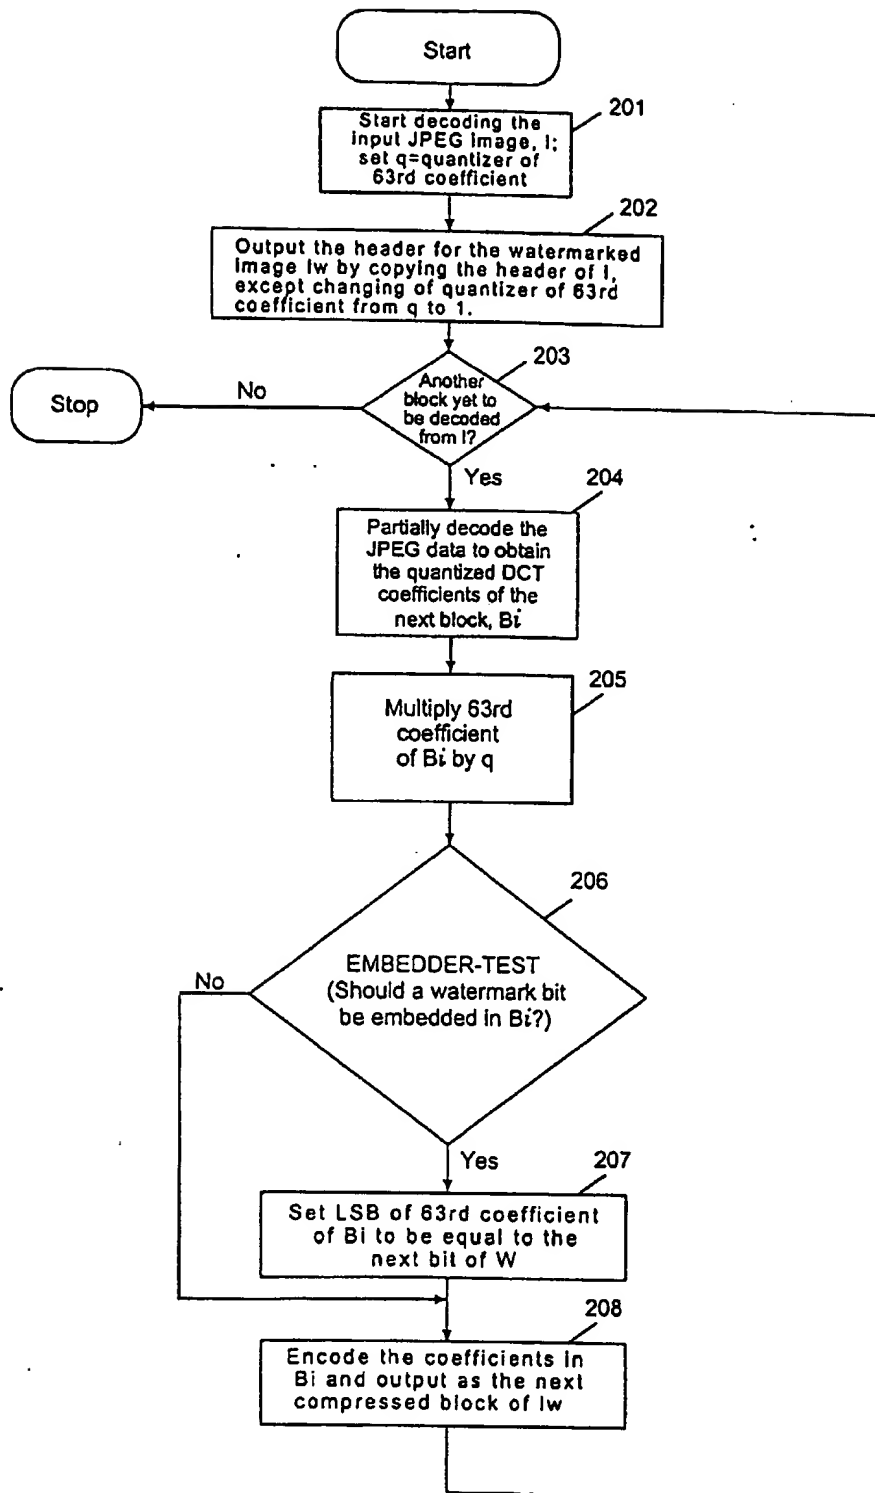 Start
201
Start decoding the
input JPEG image, I;
set q=quantizer of
63rd coefficient
202
Output the header for the watermarked
image Iw by copying the header of I,
except changing of quantizer of 63rd
coefficient from q to 1.
203
Another
block yet to
be decoded
from I?
No
Stop
Yes
204
Partially decode the
JPEG data to obtain
the quantized DCT
coefficients of the
next block, Bi
205
Multiply 63rd
coefficient
of Bi by q
206
EMBEDDER-TEST
(Should a watermark bit
be embedded in Bi?)
No
Yes
207
Set LSB of 63rd coefficient
of Bi to be equal to the
next bit of W
208
Encode the coefficients in
Bi and output as the next
compressed block of Iw